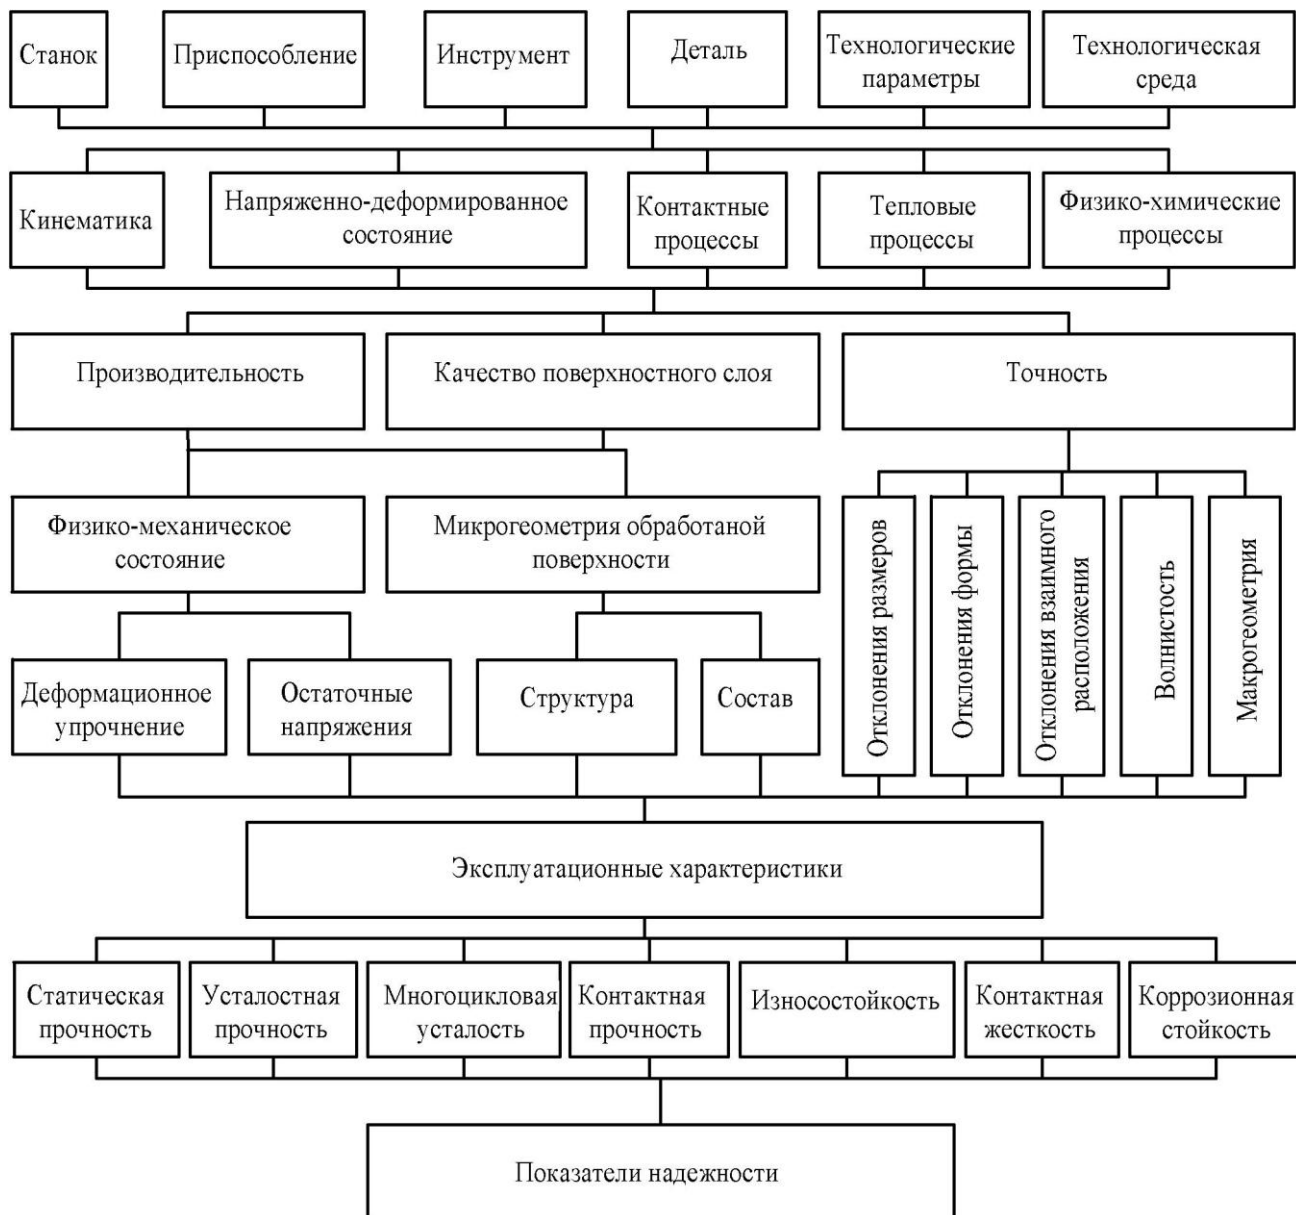 Станок
Приспособление
Инструмент
Деталь
Технологические
параметры
Технологическая
среда
Кинематика
Напряженно-деформированное
состояние
Контактные
процессы
Тепловые
процессы
Физико-химические
процессы
Производительность
Качество поверхностного слоя
Точность
Физико-механическое
состояние
Микрогеометрия обработаной
поверхности
Отклонения размеров
Отклонения формы
Отклонения взаимного
расположения
Волнистость
Макрогеометрия
Деформационное
упрочнение
Остаточные
напряжения
Структура
Состав
Эксплуатационные характеристики
Статическая
прочность
Усталостная
прочность
Многоцикловая
усталость
Контактная
прочность
Износостойкость
Контактная
жесткость
Коррозионная
стойкость
Показатели надежности